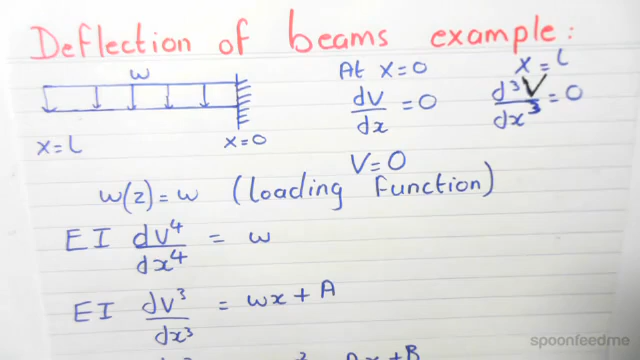 Deflection of beams example:
w
x=L x=0
At x=0
dv/dx = 0
v=0
x=L
d³v/dx³ = 0
w(z) = w (Loading function)
EI dv⁴/dx⁴ = w
EI dv³/dx³ = wx + A
spoonfeedme